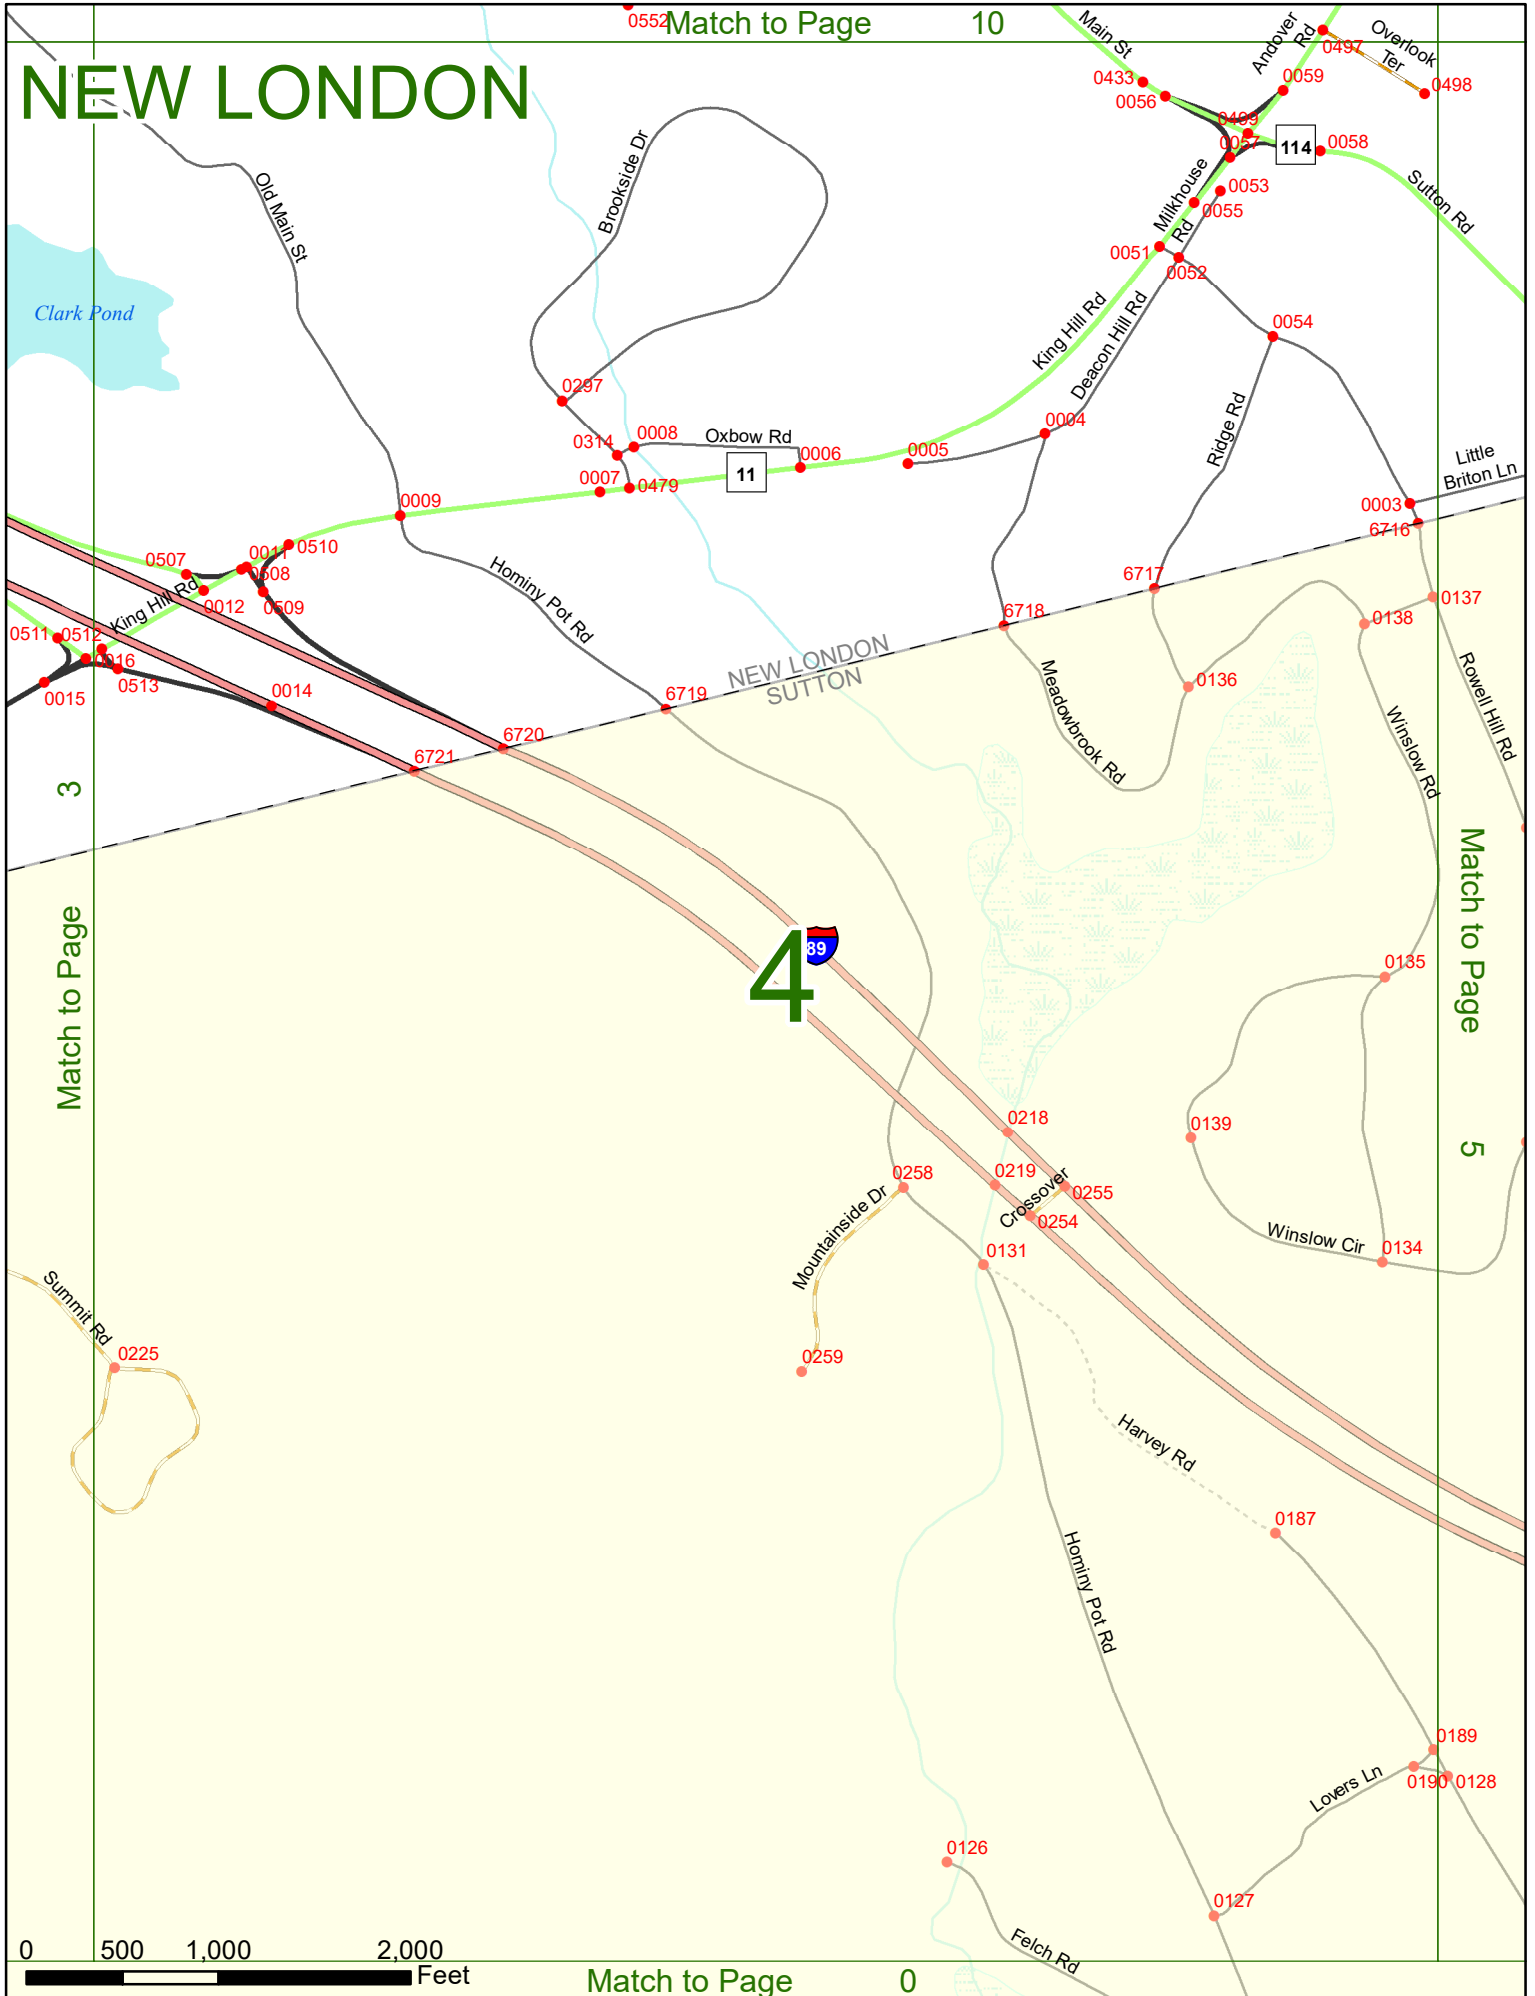 0552
Match to Page 10
NEW LONDON
Main St
Andover
Rd
Overlook
Ter
0497
0433
0059
0498
0056
0499
0057
114
0058
Brookside Dr
Old Main St
Milkhouse
Rd
0053
0055
Sutton Rd
0051
0052
Clark Pond
King Hill Rd
Deacon Hill Rd
0054
0297
Ridge Rd
0314
0008
Oxbow Rd
0004
0006
0005
Little
Briton Ln
11
0007
0479
0003
0009
6716
0510
0011
0507
0508
Hominy Pot Rd
6717
King Hill Rd
0012
0509
0137
0511
0512
6718
0138
0016
0513
0015
NEW LONDON
SUTTON
Meadowbrook Rd
0136
Rowell Hill Rd
0014
6719
Winslow Rd
6720
6721
3
Match to Page
Match to Page
5
89
4
0135
0218
0139
0219
0258
Crossover
0255
0254
Mountainside Dr
Winslow Cir
0134
0131
Summit Rd
0225
0259
Harvey Rd
0187
Hominy Pot Rd
0189
0190
0128
Lovers Ln
0126
0127
Felch Rd
0 500 1,000 2,000
Feet
Match to Page 0